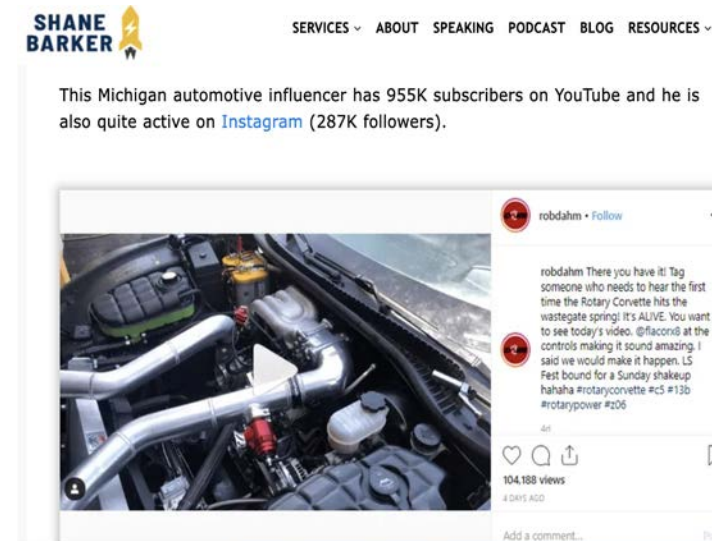 SHANE
BARKER
SERVICES ABOUT SPEAKING PODCAST BLOG RESOURCES
This Michigan automotive influencer has 955K subscribers on YouTube and he is
also quite active on Instagram (287K followers).
robdahm • Follow
robdahm There you have it! Tag
someone who needs to hear the first
time the Rotary Corvette hits the
wastegate spring! It's ALIVE. You want
to see today's video. @flacorx8 at the
controls making it sound amazing. I
said we would make it happen. LS
Fest bound for a Sunday shakeup
hahaha #rotarycorvette #c5 #13b
#rotarypower #z06
4d
104,188 views
4 DAYS AGO
Add a comment...